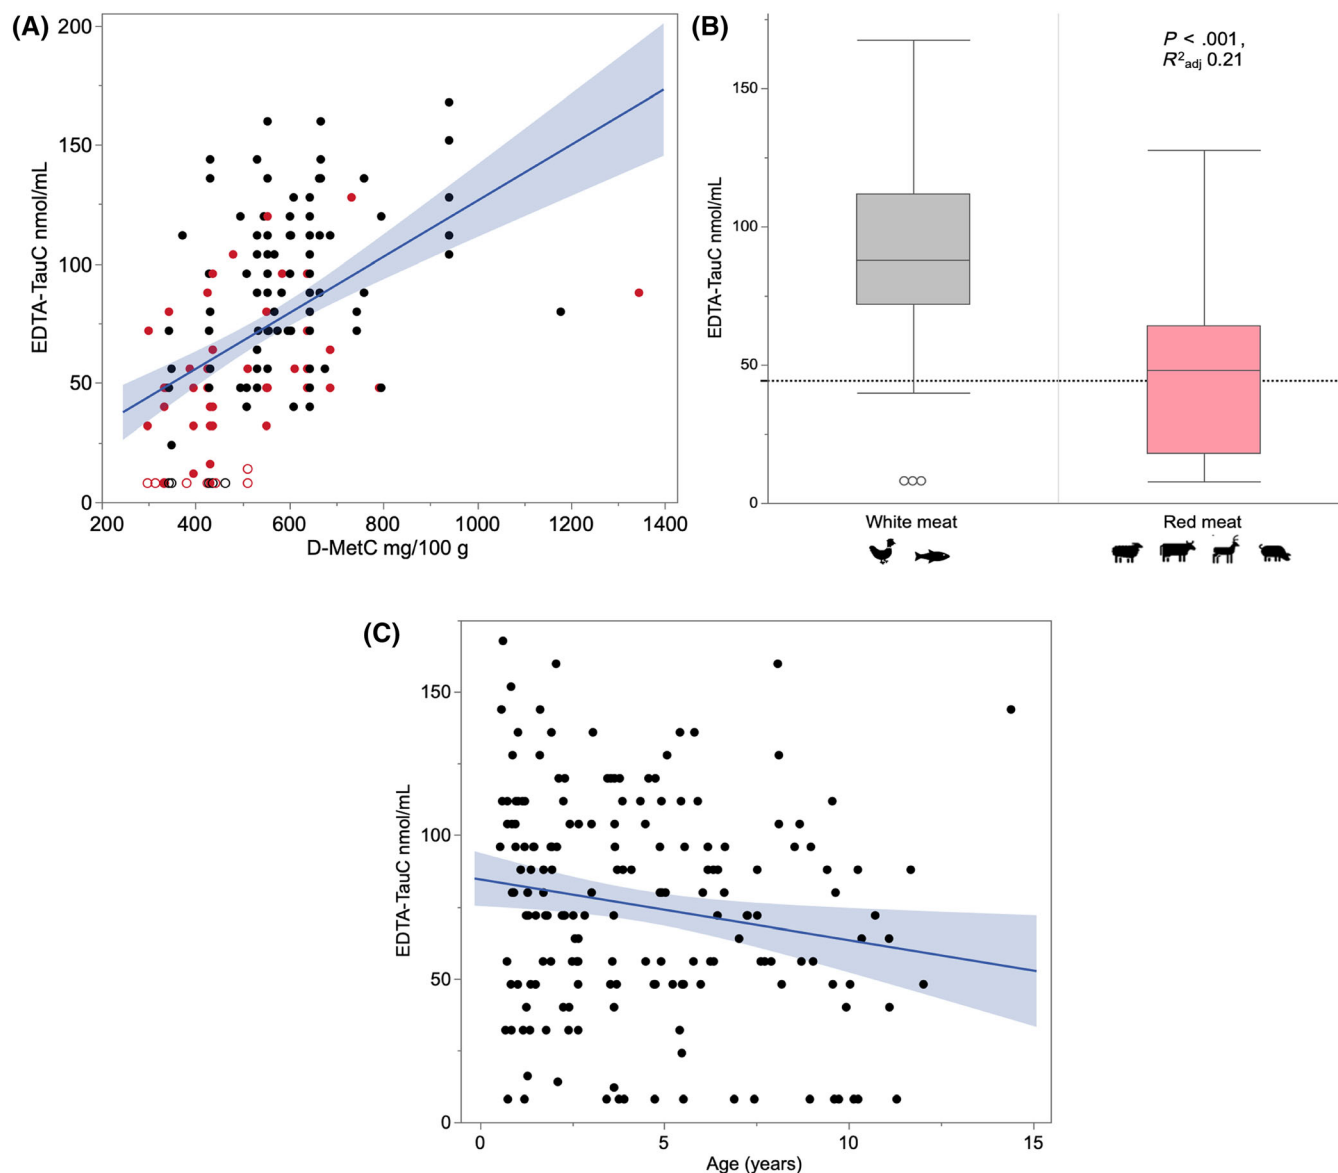 (A)
EDTA-TauC nmol/mL
200
150
100
50
0
200 400 600 800 1000 1200 1400
D-MetC mg/100 g
(B)
P < .001,
R²adj 0.21
EDTA-TauC nmol/mL
150
100
50
0
White meat Red meat
(C)
EDTA-TauC nmol/mL
150
100
50
0
0 5 10 15
Age (years)